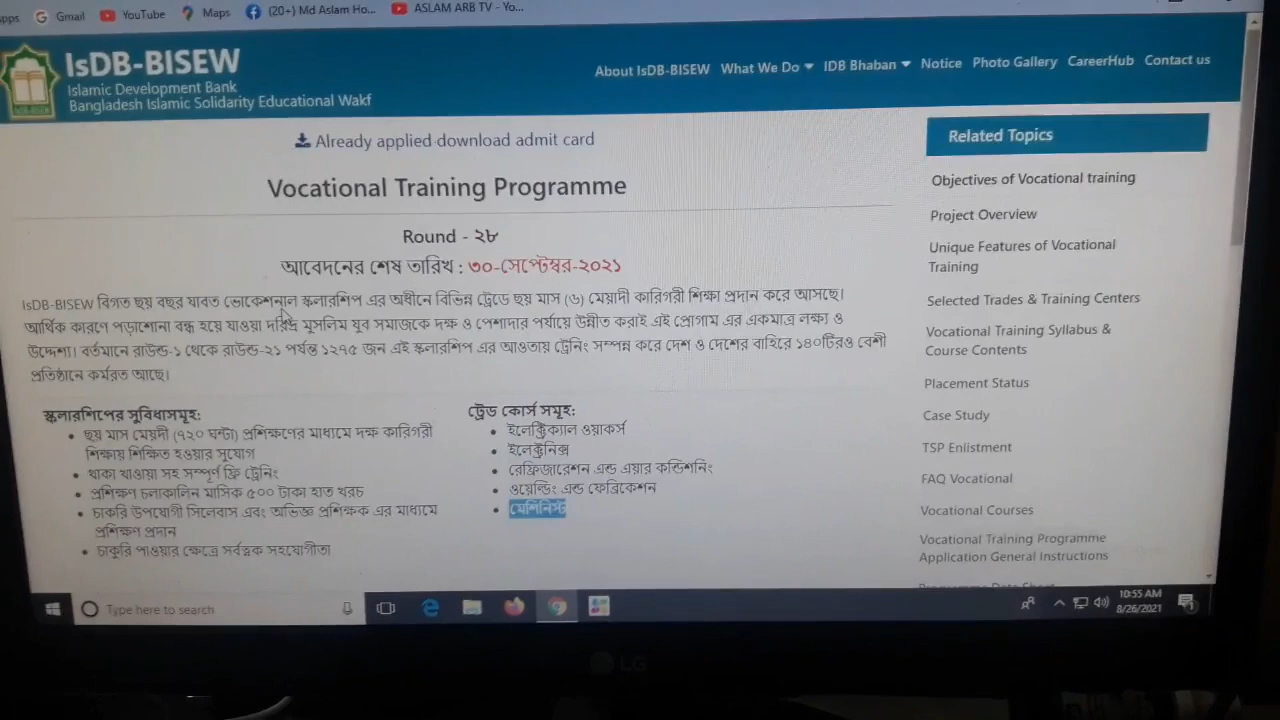 Gmail YouTube Maps (20+) Md Aslam Ho... ASLAM ARB TV - Yo...
IsDB-BISEW
Islamic Development Bank
Bangladesh Islamic Solidarity Educational Wakf
About IsDB-BISEW What We Do IDB Bhaban Notice Photo Gallery CareerHub Contact us
Already applied download admit card
Vocational Training Programme
Round - ২৮
আবেদনের শেষ তারিখ : ৩০-সেপ্টেম্বর-২০২১
IsDB-BISEW বিগত ছয় বছর যাবত ভোকেশনাল স্কলারশিপ এর অধীনে বিভিন্ন ট্রেডে ছয় মাস (৬) মেয়াদী কারিগরী শিক্ষা প্রদান করে আসছে।
আর্থিক কারণে পড়াশোনা বন্ধ হয়ে যাওয়া দরিদ্র মুসলিম যুব সমাজকে দক্ষ ও পেশাদার পর্যায়ে উন্নীত করাই এই প্রোগাম এর একমাত্র লক্ষ্য ও
উদ্দেশ্য। বর্তমানে রাউন্ড-১ থেকে রাউন্ড-২১ পর্যন্ত ১২৭৫ জন এই স্কলারশিপ এর আওতায় ট্রেনিং সম্পন্ন করে দেশ ও দেশের বাহিরে ১৪০টিরও বেশী
প্রতিষ্ঠানে কর্মরত আছে।
স্কলারশিপের সুবিধাসমূহ:
ছয় মাস মেয়দী (৭২০ ঘন্টা) প্রশিক্ষণের মাধ্যমে দক্ষ কারিগরী
শিক্ষায় শিক্ষিত হওয়ার সুযোগ
থাকা খাওয়া সহ সম্পূর্ণ ফ্রি ট্রেনিং
প্রশিক্ষণ চলাকালিন মাসিক ৫০০ টাকা হাত খরচ
চাকরি উপযোগী সিলেবাস এবং অভিজ্ঞ প্রশিক্ষক এর মাধ্যমে
প্রশিক্ষণ প্রদান
চাকুরি পাওয়ার ক্ষেত্রে সর্বত্নক সহযোগীতা
ট্রেড কোর্স সমূহ:
ইলেক্ট্রিক্যাল ওয়াকর্স
ইলেক্ট্রনিক্স
রেফ্রিজারেশন এন্ড এয়ার কন্ডিশনিং
ওয়েল্ডিং এন্ড ফেব্রিকেশন
মেশিনিস্ট
Related Topics
Objectives of Vocational training
Project Overview
Unique Features of Vocational
Training
Selected Trades & Training Centers
Vocational Training Syllabus &
Course Contents
Placement Status
Case Study
TSP Enlistment
FAQ Vocational
Vocational Courses
Vocational Training Programme
Application General Instructions
Type here to search
10:55 AM
8/26/2021
LG